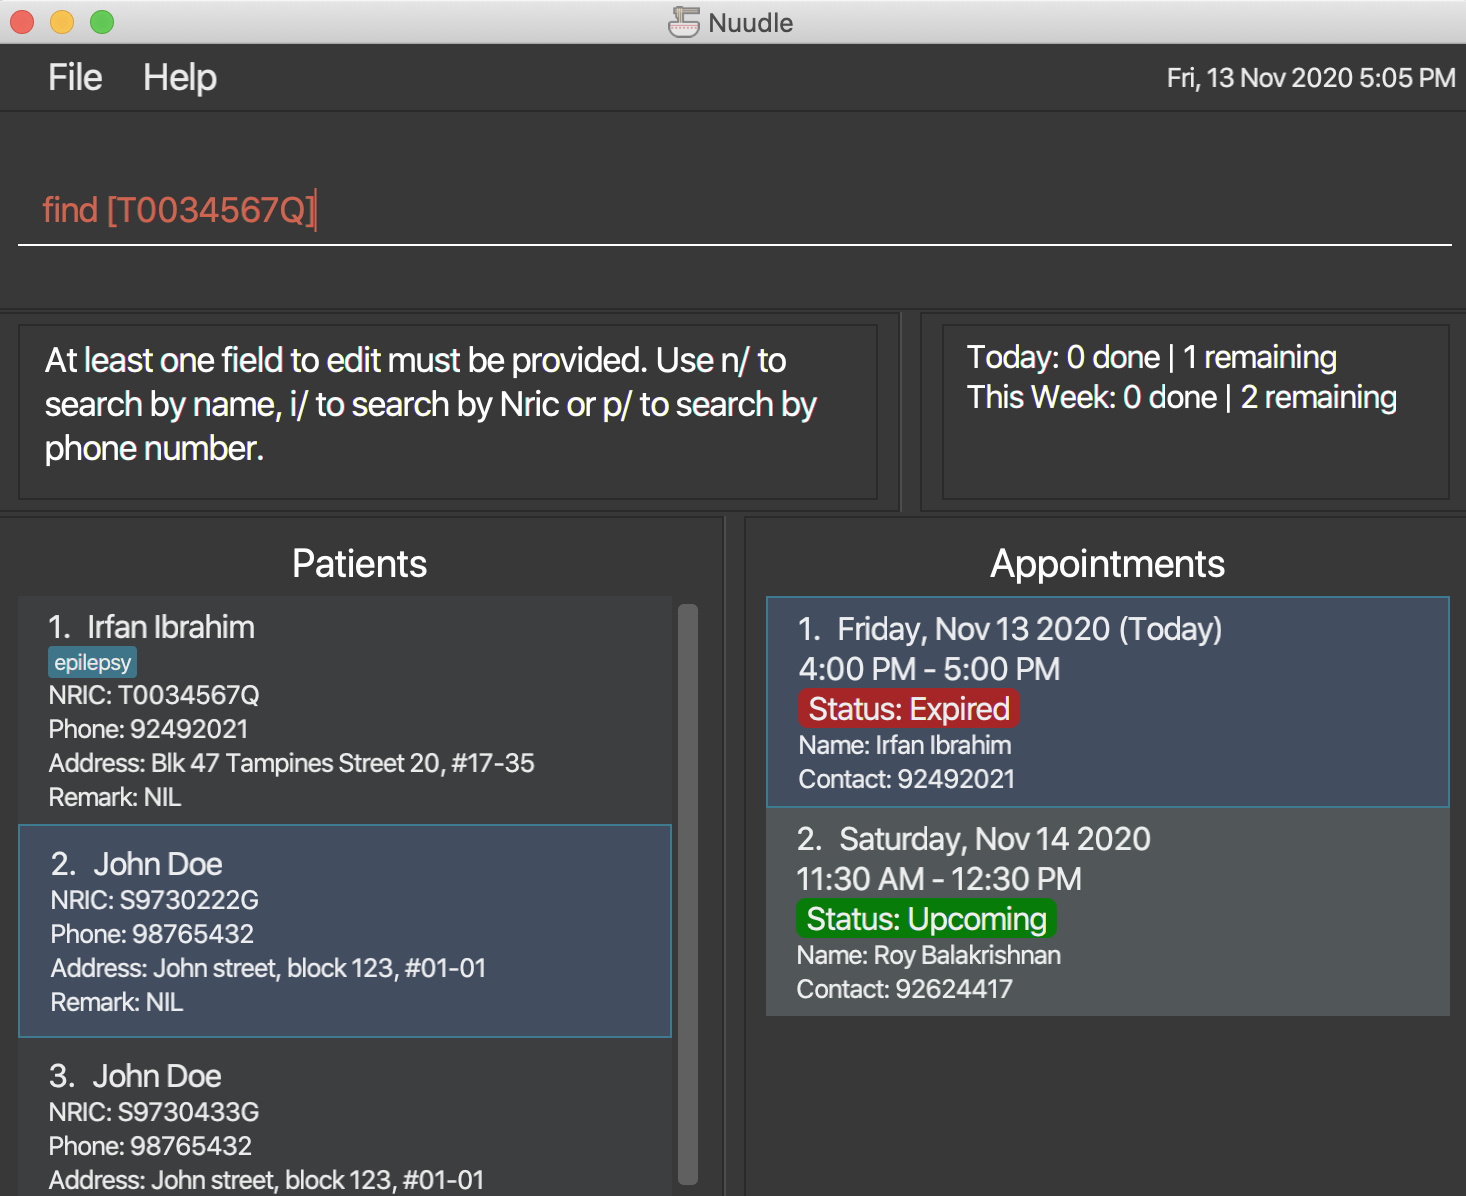 Nuudle
File Help Fri, 13 Nov 2020 5:05 PM
find [T0034567Q]
At least one field to edit must be provided. Use n/ to
search by name, i/ to search by Nric or p/ to search by
phone number.
Today: 0 done | 1 remaining
This Week: 0 done | 2 remaining
Patients
1. Irfan Ibrahim
epilepsy
NRIC: T0034567Q
Phone: 92492021
Address: Blk 47 Tampines Street 20, #17-35
Remark: NIL
2. John Doe
NRIC: S9730222G
Phone: 98765432
Address: John street, block 123, #01-01
Remark: NIL
3. John Doe
NRIC: S9730433G
Phone: 98765432
Address: John street, block 123, #01-01
Appointments
1. Friday, Nov 13 2020 (Today)
4:00 PM - 5:00 PM
Status: Expired
Name: Irfan Ibrahim
Contact: 92492021
2. Saturday, Nov 14 2020
11:30 AM - 12:30 PM
Status: Upcoming
Name: Roy Balakrishnan
Contact: 92624417